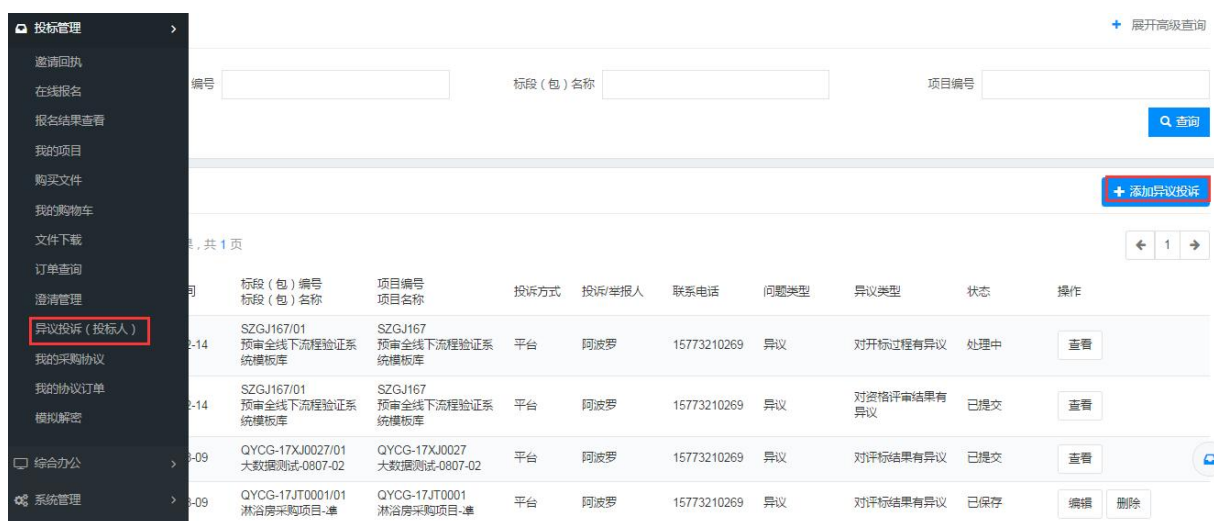 投标管理
邀请回执
在线报名
报名结果查看
我的项目
购买文件
我的购物车
文件下载
订单查询
澄清管理
异议投诉（投标人）
我的采购协议
我的协议订单
模拟解密
综合办公
系统管理
展开高级查询
编号 标段（包）名称 项目编号
查询
添加异议投诉
，共 1 页
1
标段（包）编号 项目编号 投诉方式 投诉/举报人 联系电话 问题类型 异议类型 状态 操作
标段（包）名称 项目名称
SZGJ167/01 SZGJ167
2-14 预审全线下流程验证系 预审全线下流程验证系 平台 阿波罗 15773210269 异议 对开标过程有异议 处理中 查看
统模板库 统模板库
SZGJ167/01 SZGJ167 对资格评审结果有
2-14 预审全线下流程验证系 预审全线下流程验证系 平台 阿波罗 15773210269 异议 异议 已提交 查看
统模板库 统模板库
QYCG-17XJ0027/01 QYCG-17XJ0027
-09 大数据测试-0807-02 大数据测试-0807-02 平台 阿波罗 15773210269 异议 对评标结果有异议 已提交 查看
QYCG-17JT0001/01 QYCG-17JT0001
-09 淋浴房采购项目-準 淋浴房采购项目-準 平台 阿波罗 15773210269 异议 对评标结果有异议 已保存 编辑 删除